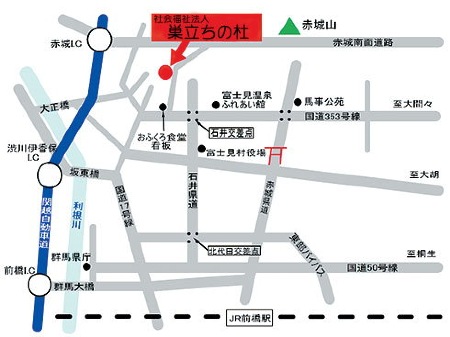 社会福祉法人
巣立ちの杜
赤城山
赤城I.C
赤城南面道路
大正橋
富士見温泉
ふれあい館
馬事公苑
至大間々
国道353号線
おふくろ食堂
看板
石井交差点
渋川伊香保
I.C
富士見村役場
坂東橋
至大胡
国道17号線
石井県道
赤城県道
関越自動車道
利根川
北代田交差点
東部バイパス
至桐生
群馬県庁
国道50号線
前橋I.C
群馬大橋
JR前橋駅